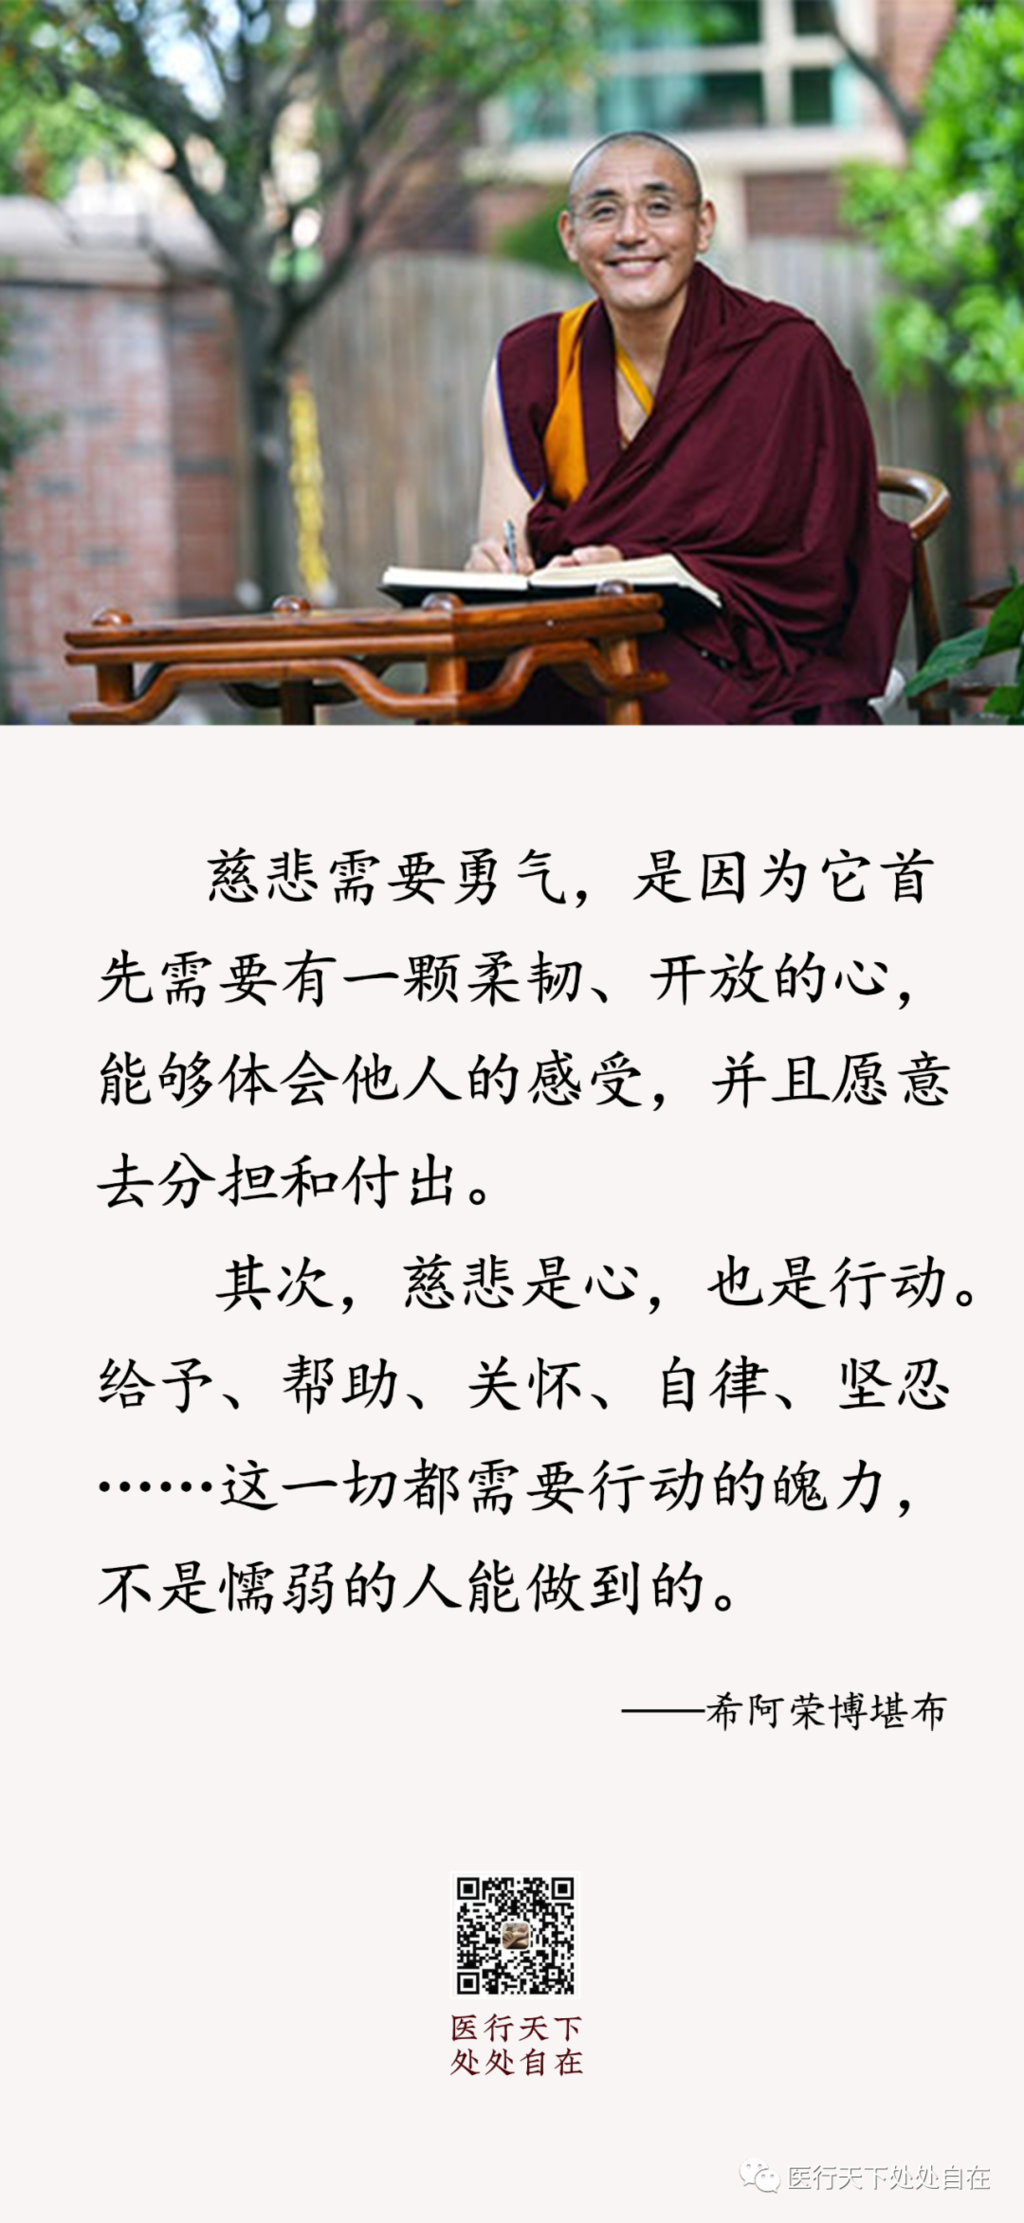 慈悲需要勇气，是因为它首
先需要有一颗柔韧、开放的心，
能够体会他人的感受，并且愿意
去分担和付出。
其次，慈悲是心，也是行动。
给予、帮助、关怀、自律、坚忍
……这一切都需要行动的魄力，
不是懦弱的人能做到的。
——希阿荣博堪布
医行天下
处处自在
医行天下处处自在